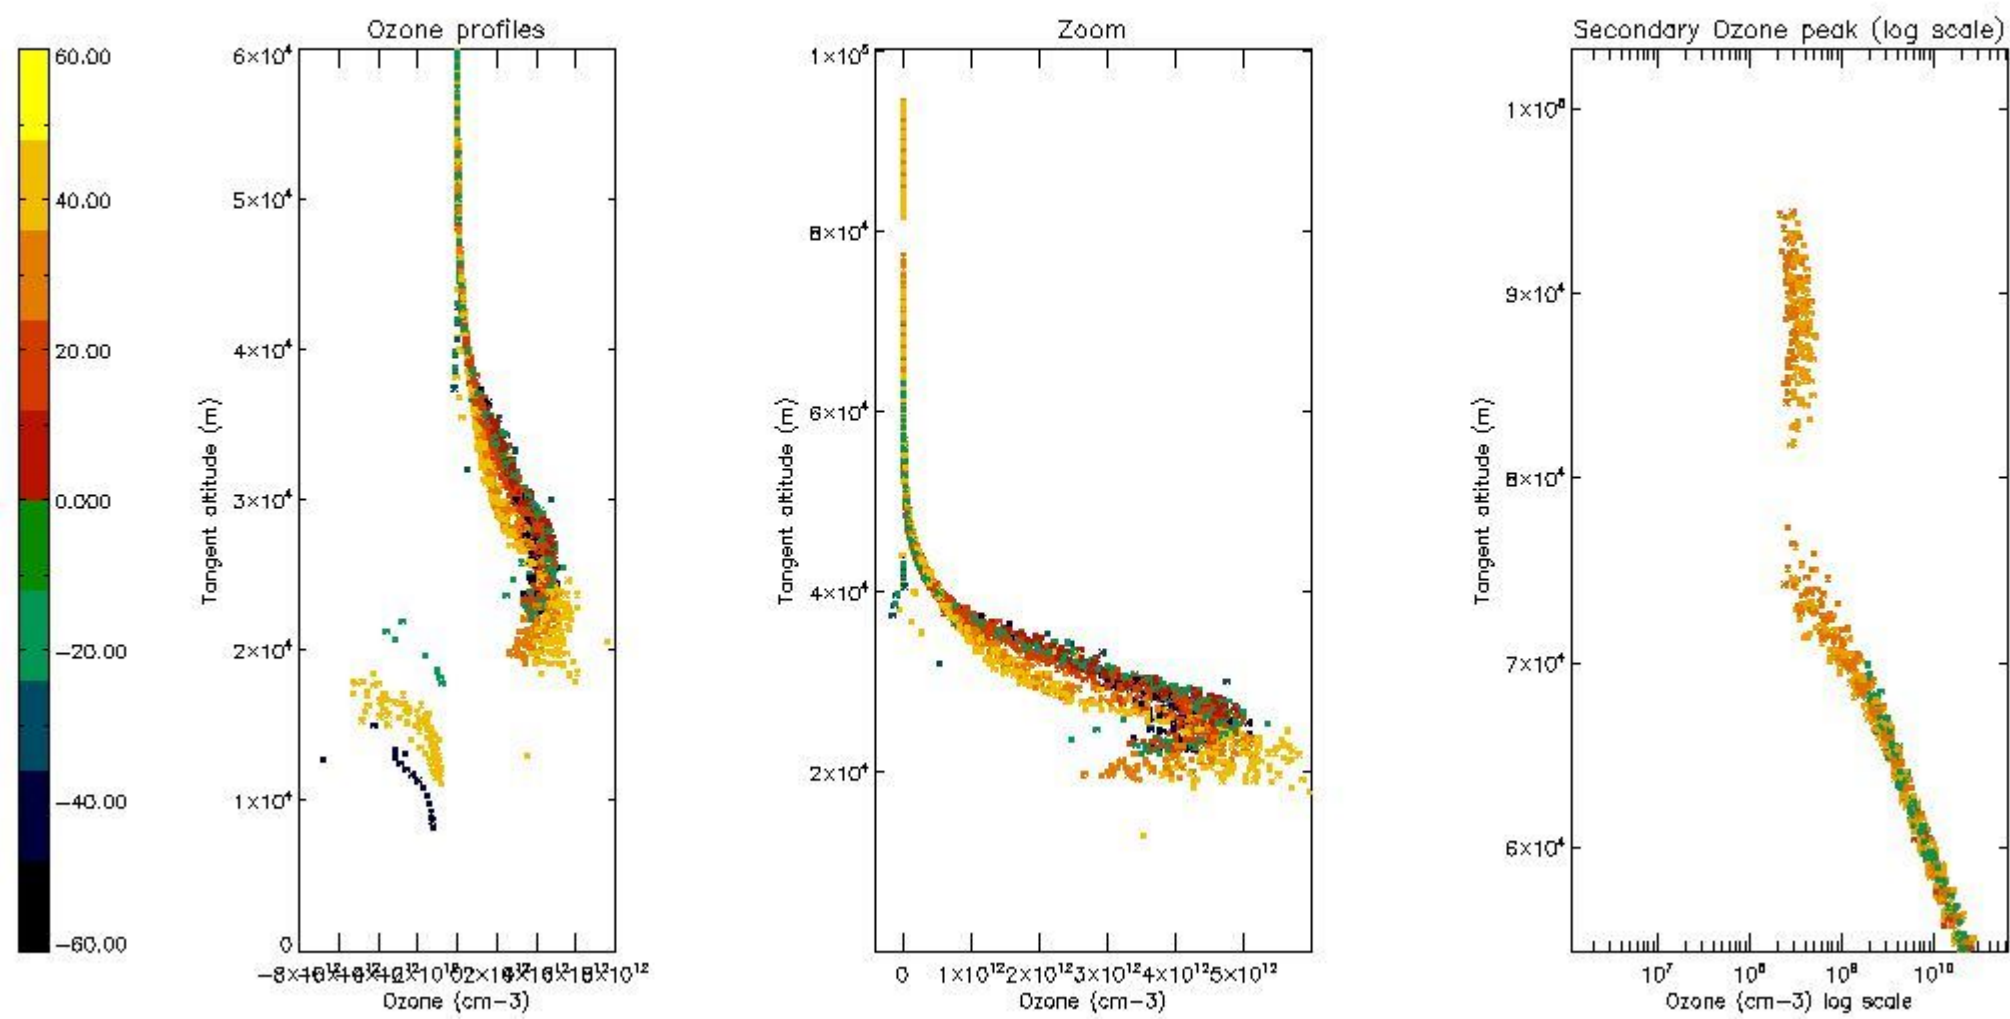 Ozone profiles
Zoom
Secondary Ozone peak (log scale)
60.00
40.00
20.00
0.000
−20.00
−40.00
−60.00
6×10⁴
5×10⁴
4×10⁴
3×10⁴
2×10⁴
1×10⁴
0
Tangent altitude (m)
Ozone (cm−3)
1×10⁵
8×10⁴
6×10⁴
4×10⁴
2×10⁴
Tangent altitude (m)
0 1×10¹² 2×10¹² 3×10¹² 4×10¹² 5×10¹²
Ozone (cm−3)
9×10⁴
8×10⁴
7×10⁴
6×10⁴
Tangent altitude (m)
10⁷ 10⁸ 10⁹ 10¹⁰
Ozone (cm−3) log scale